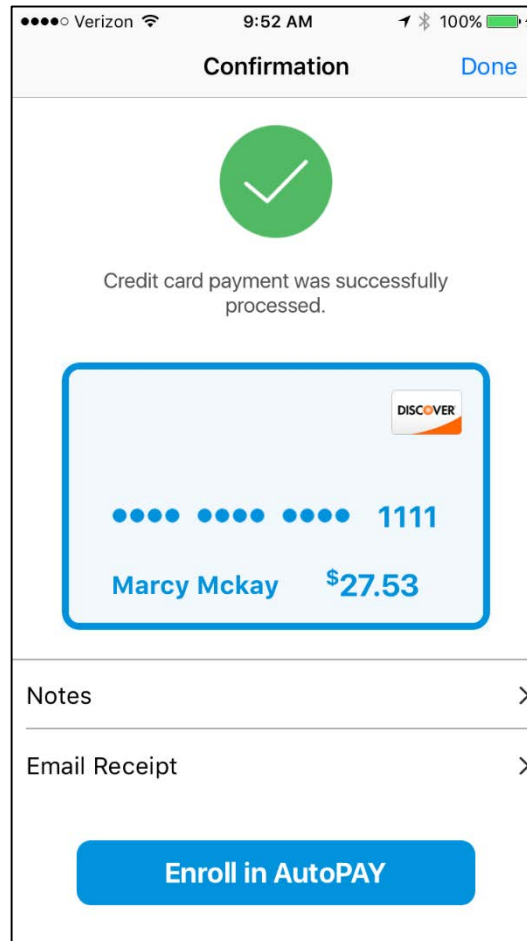 Verizon 9:52 AM 100%
Confirmation Done
Credit card payment was successfully
processed.
DISCOVER
•••• •••• •••• 1111
Marcy Mckay $27.53
Notes
Email Receipt
Enroll in AutoPAY